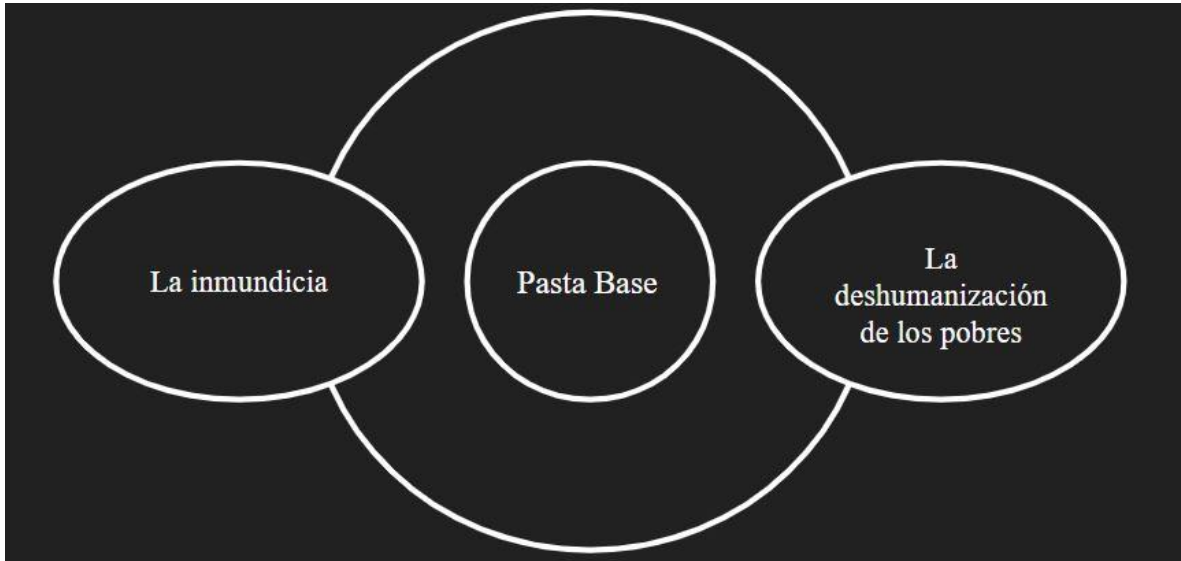 La inmundicia
Pasta Base
La
deshumanización
de los pobres